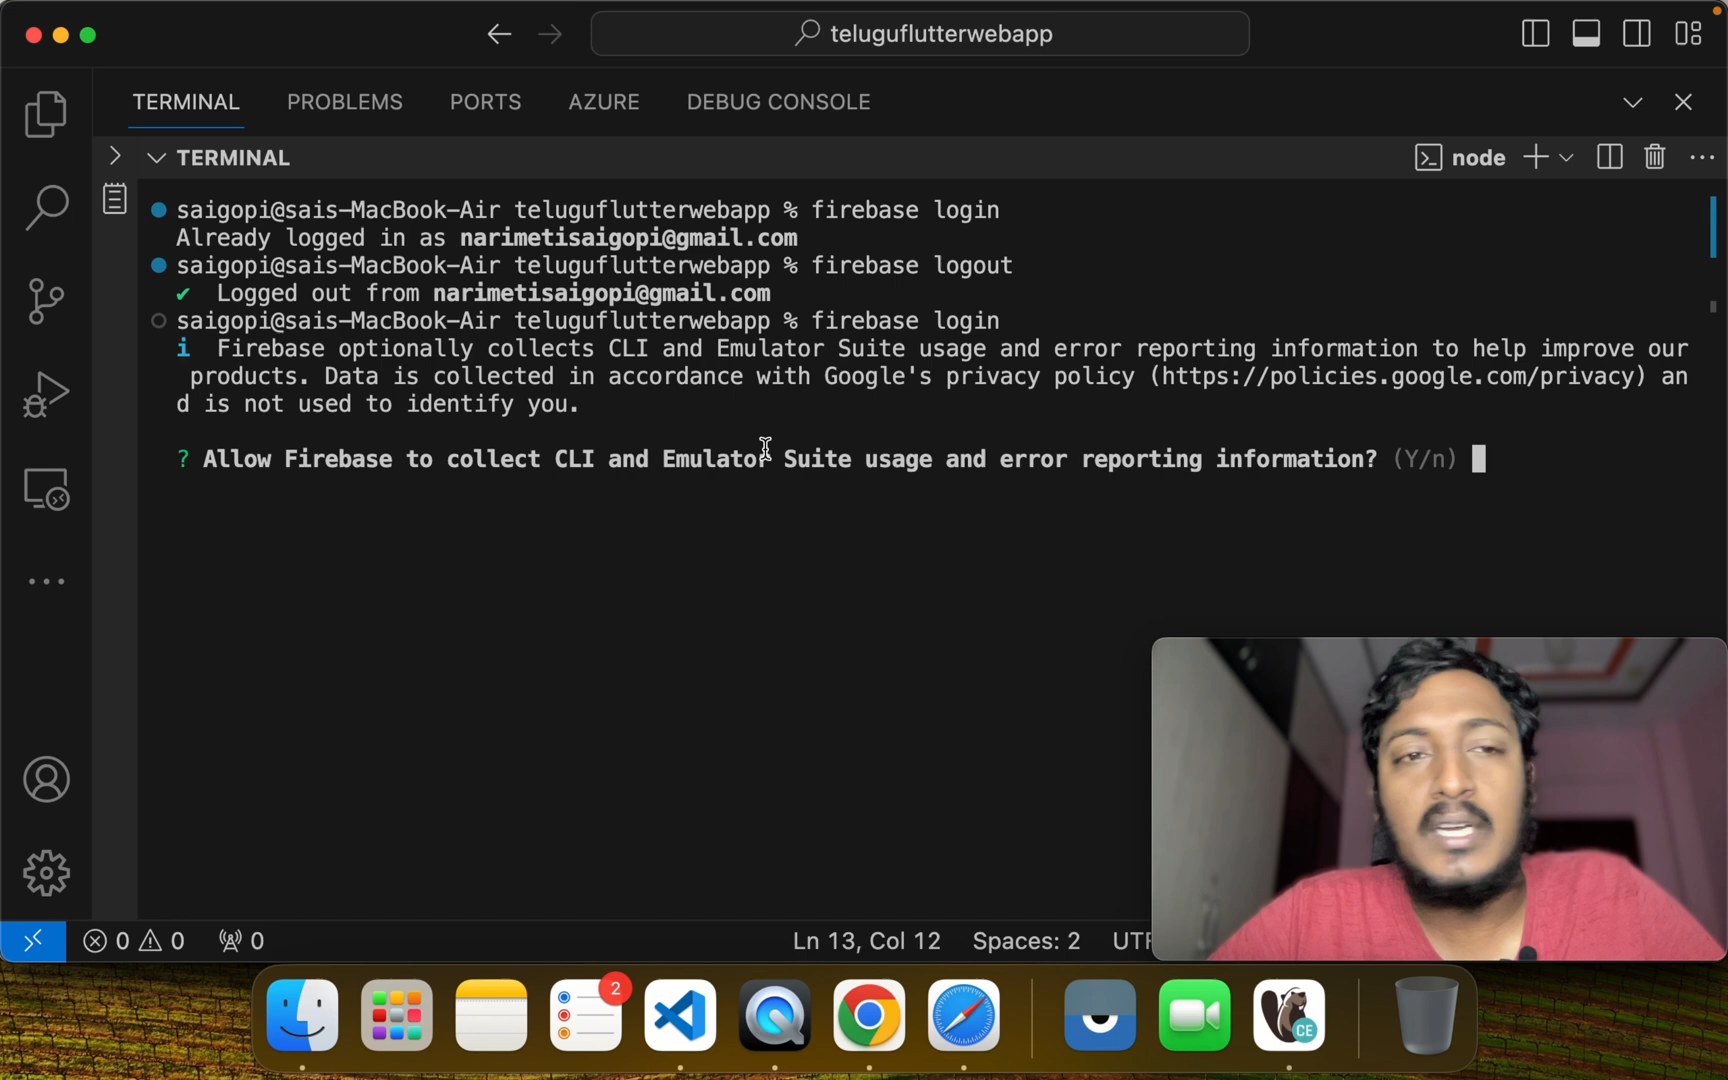 teluguflutterwebapp
TERMINAL PROBLEMS PORTS AZURE DEBUG CONSOLE
TERMINAL
node
saigopi@sais-MacBook-Air teluguflutterwebapp % firebase login
Already logged in as narimetisaigopi@gmail.com
saigopi@sais-MacBook-Air teluguflutterwebapp % firebase logout
✔ Logged out from narimetisaigopi@gmail.com
saigopi@sais-MacBook-Air teluguflutterwebapp % firebase login
i Firebase optionally collects CLI and Emulator Suite usage and error reporting information to help improve our
products. Data is collected in accordance with Google's privacy policy (https://policies.google.com/privacy) an
d is not used to identify you.
? Allow Firebase to collect CLI and Emulator Suite usage and error reporting information? (Y/n)
0 0 0 Ln 13, Col 12 Spaces: 2 UTF
2
CE